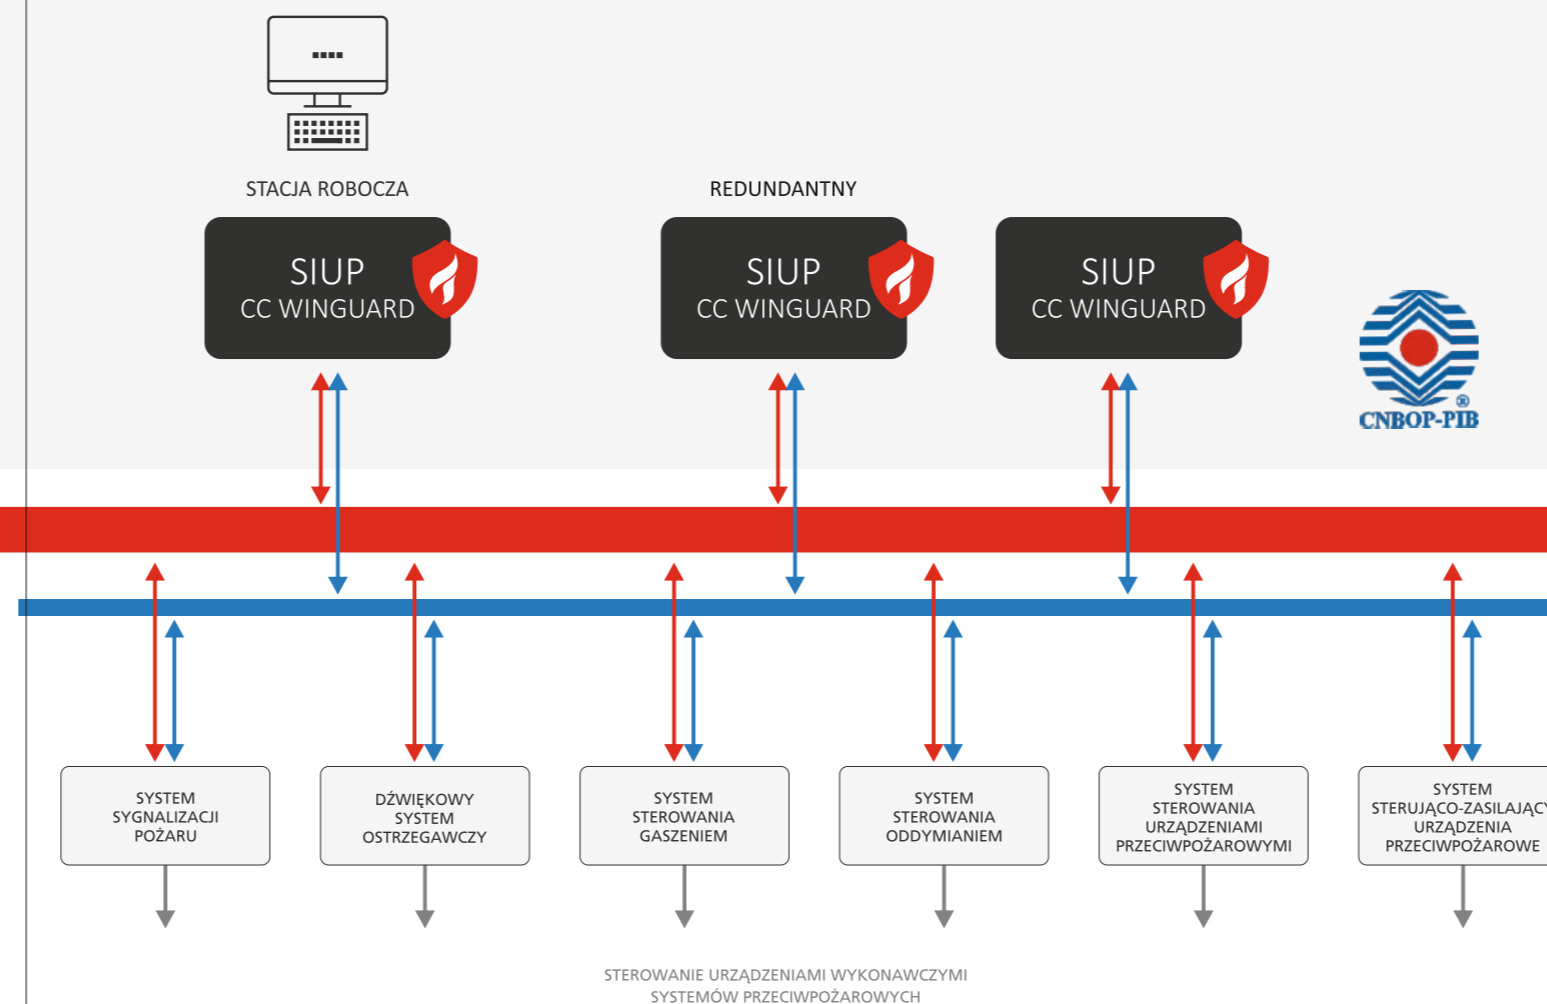 STACJA ROBOCZA
REDUNDANTNY
SIUP
CC WINGUARD
SIUP
CC WINGUARD
SIUP
CC WINGUARD
®
CNBOP-PIB
SYSTEM
SYGNALIZACJI
POŻARU
DŹWIĘKOWY
SYSTEM
OSTRZEGAWCZY
SYSTEM
STEROWANIA
GASZENIEM
SYSTEM
STEROWANIA
ODDYMIANIEM
SYSTEM
STEROWANIA
URZĄDZENIAMI
PRZECIWPOŻAROWYMI
SYSTEM
STERUJĄCO-ZASILAJĄCY
URZĄDZENIA
PRZECIWPOŻAROWE
STEROWANIE URZĄDZENIAMI WYKONAWCZYMI
SYSTEMÓW PRZECIWPOŻAROWYCH